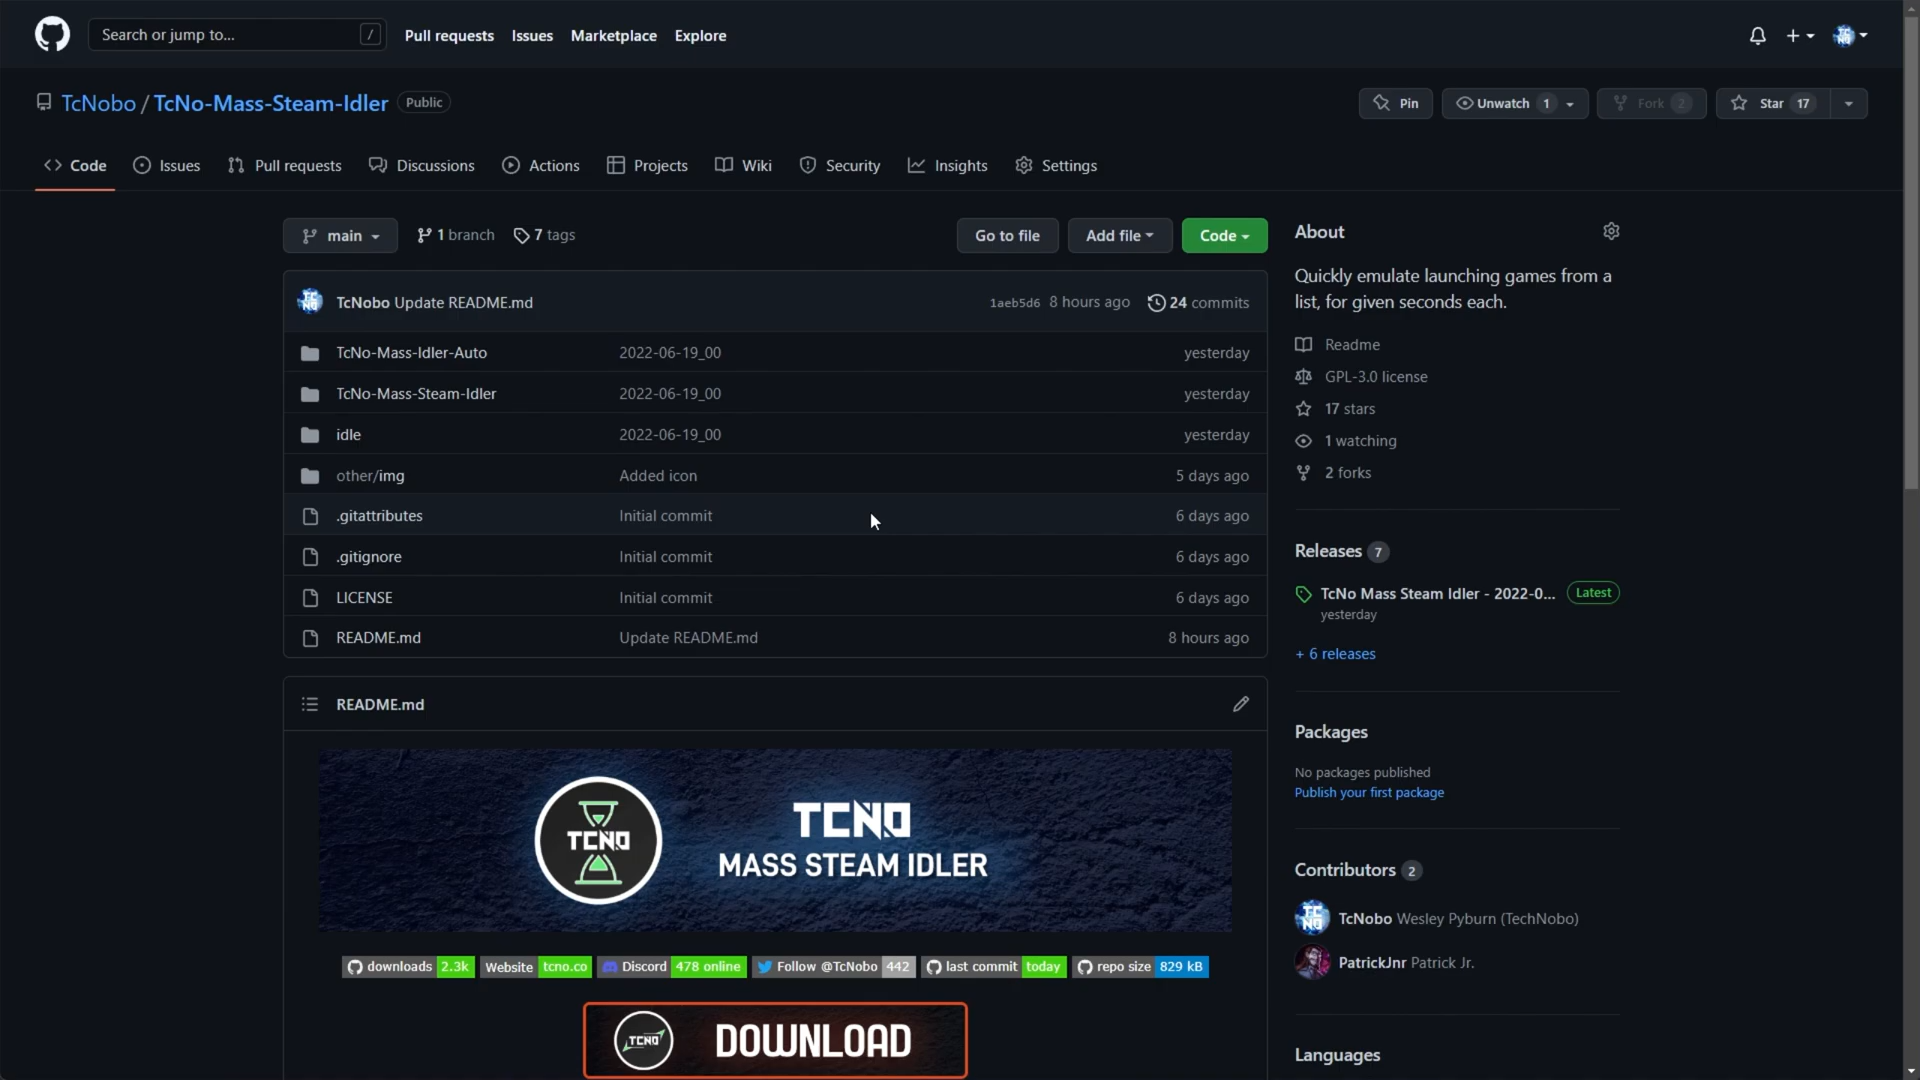 Search or jump to... /
Pull requests Issues Marketplace Explore
TcNobo / TcNo-Mass-Steam-Idler Public
Pin Unwatch 1 Fork 2 Star 17
Code Issues Pull requests Discussions Actions Projects Wiki Security Insights Settings
main 1 branch 7 tags Go to file Add file Code
TcNobo Update README.md 1aeb5d6 8 hours ago 24 commits
TcNo-Mass-Idler-Auto 2022-06-19_00 yesterday
TcNo-Mass-Steam-Idler 2022-06-19_00 yesterday
idle 2022-06-19_00 yesterday
other/img Added icon 5 days ago
.gitattributes Initial commit 6 days ago
.gitignore Initial commit 6 days ago
LICENSE Initial commit 6 days ago
README.md Update README.md 8 hours ago
README.md
TCNO
TCNO
MASS STEAM IDLER
downloads 2.3k Website tcno.co Discord 478 online Follow @TcNobo 442 last commit today repo size 829 kB
TCNO DOWNLOAD
About
Quickly emulate launching games from a
list, for given seconds each.
Readme
GPL-3.0 license
17 stars
1 watching
2 forks
Releases 7
TcNo Mass Steam Idler - 2022-0... Latest
yesterday
+ 6 releases
Packages
No packages published
Publish your first package
Contributors 2
TcNobo Wesley Pyburn (TechNobo)
PatrickJnr Patrick Jr.
Languages